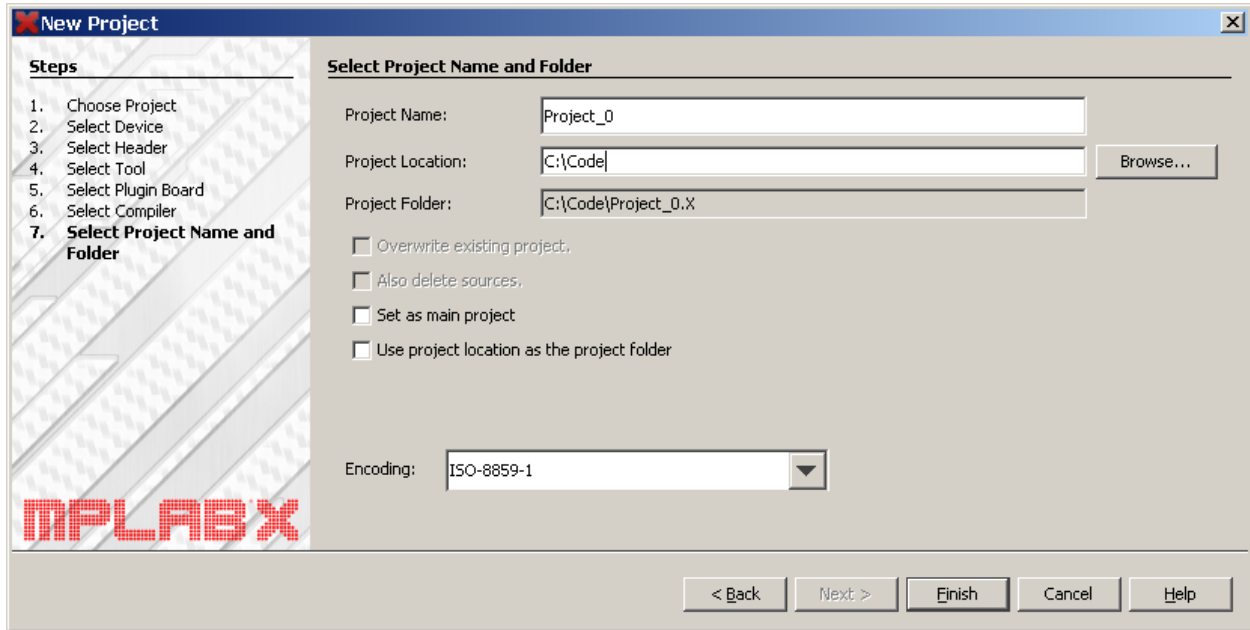 New Project
Steps
1. Choose Project
2. Select Device
3. Select Header
4. Select Tool
5. Select Plugin Board
6. Select Compiler
7. Select Project Name and
Folder
MPLAB X
Select Project Name and Folder
Project Name: Project_0
Project Location: C:\Code Browse...
Project Folder: C:\Code\Project_0.X
Overwrite existing project.
Also delete sources.
Set as main project
Use project location as the project folder
Encoding: ISO-8859-1
< Back Next > Finish Cancel Help